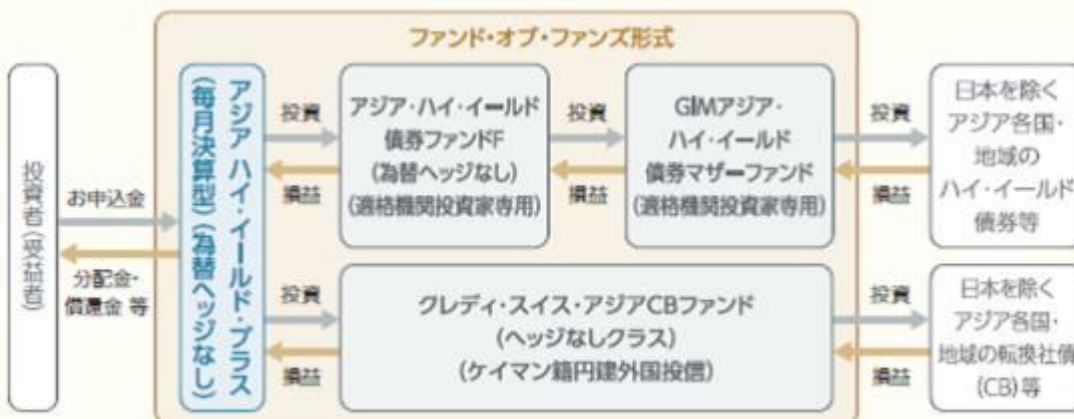 ファンド・オブ・ファンズ形式
投資者(受益者)
お申込金
分配金・
償還金 等
アジア ハイ・イールド・プラス
(毎月決算型)(為替ヘッジなし)
投資
損益
アジア・ハイ・イールド
債券ファンドF
(為替ヘッジなし)
(適格機関投資家専用)
投資
損益
GIMアジア・
ハイ・イールド
債券マザーファンド
(適格機関投資家専用)
投資
損益
日本を除く
アジア各国・
地域の
ハイ・イールド
債券等
投資
損益
クレディ・スイス・アジアCBファンド
(ヘッジなしクラス)
(ケイマン籍円建外国投信)
投資
損益
日本を除く
アジア各国・
地域の転換社債
(CB)等